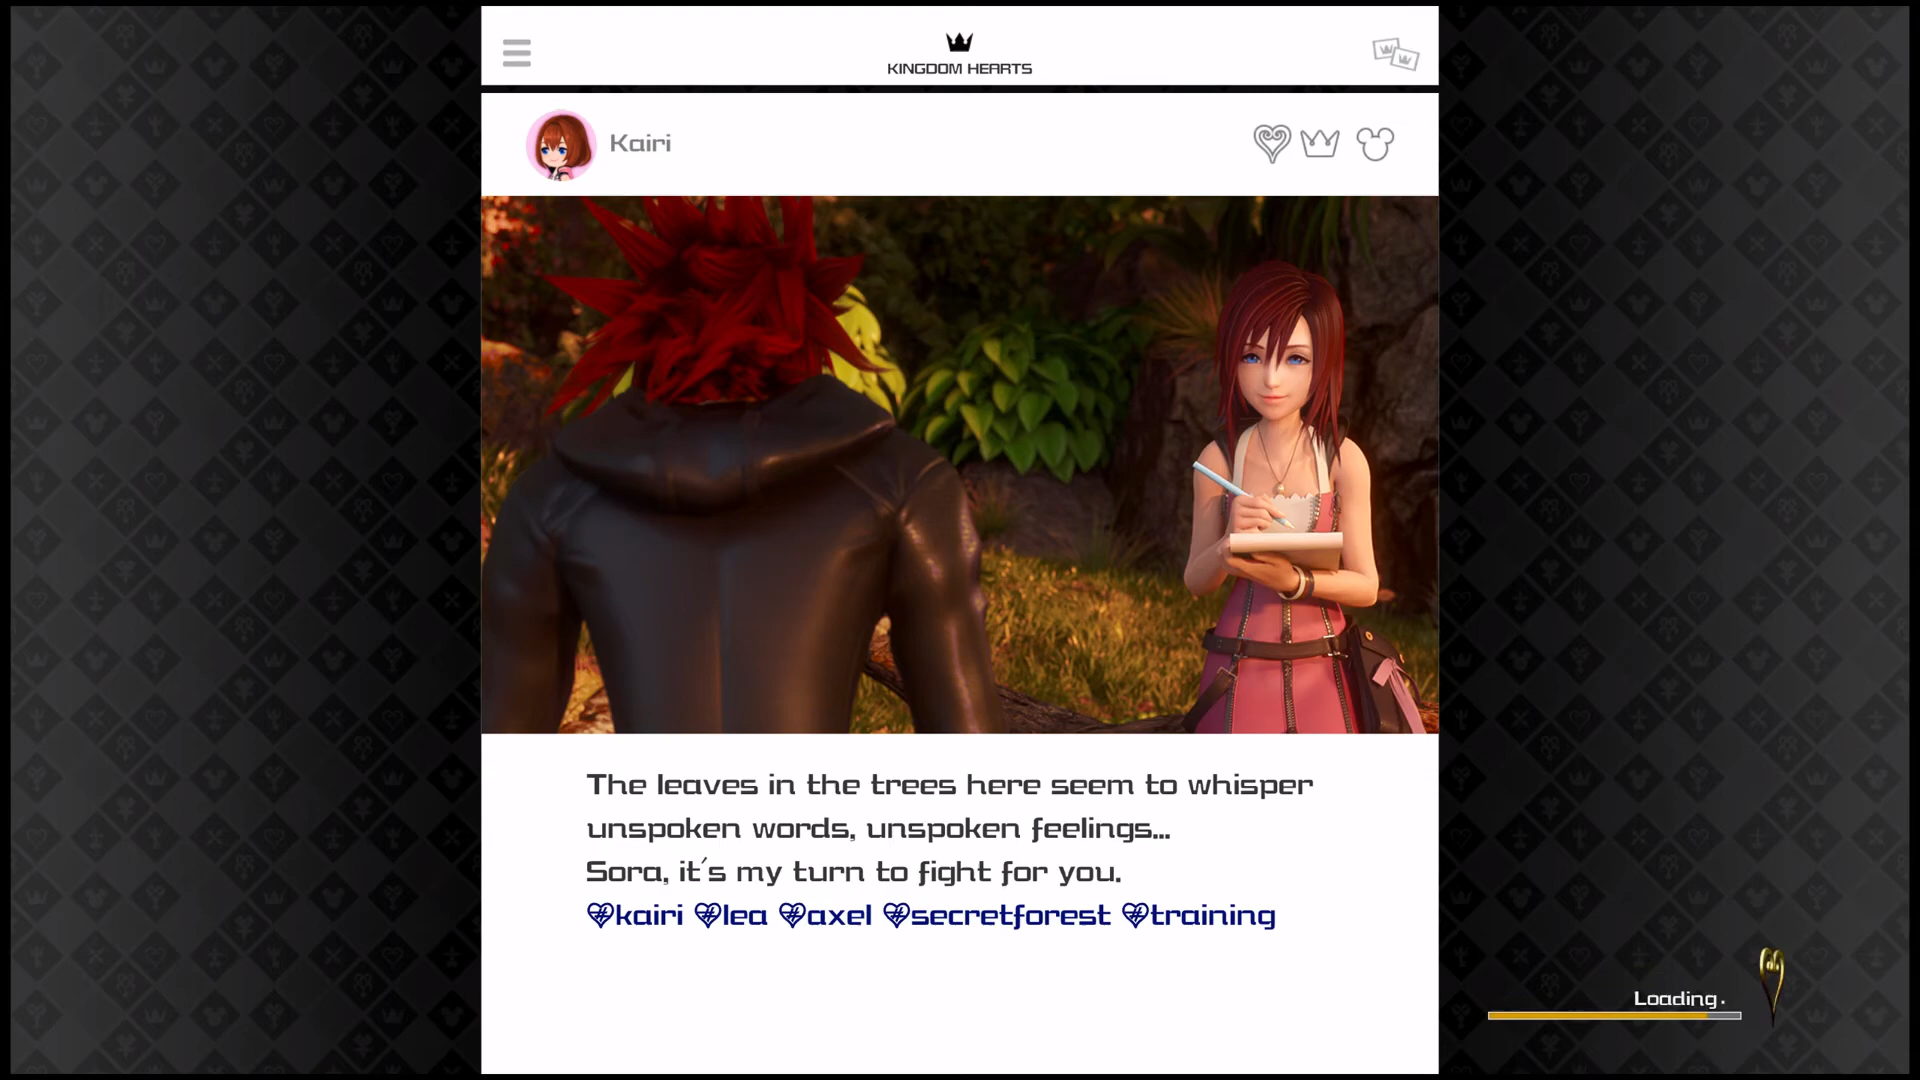 KINGDOM HEARTS
Kairi
The leaves in the trees here seem to whisper
unspoken words, unspoken feelings...
Sora, it's my turn to fight for you.
#kairi #lea #axel #secretforest #training
Loading.